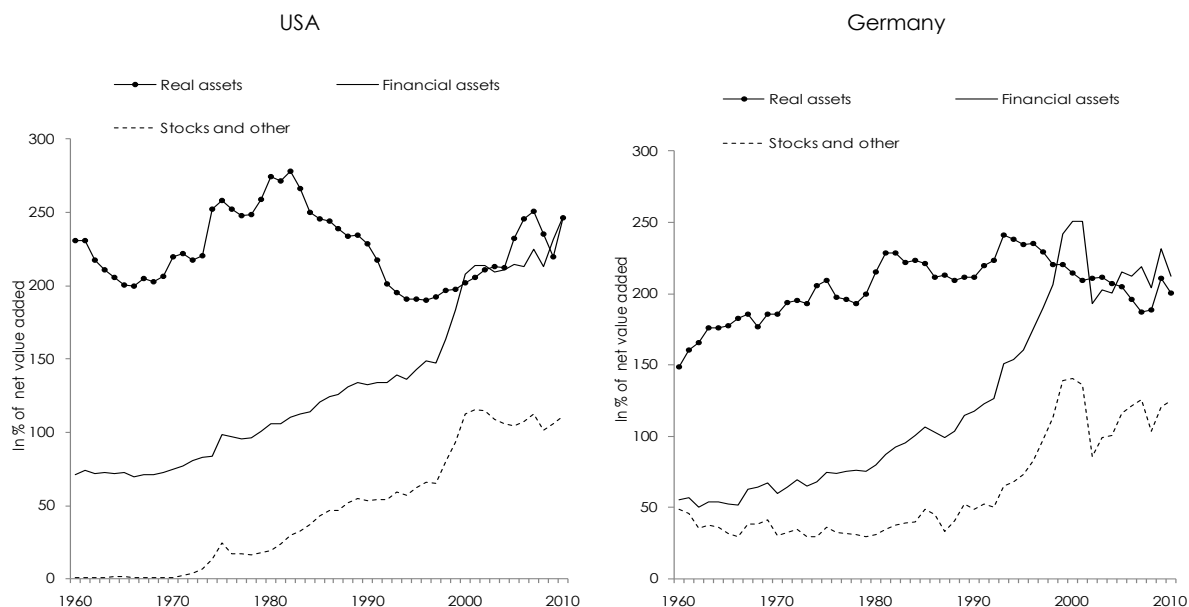 USA
Real assets
Financial assets
Stocks and other
In % of net value added
300
250
200
150
100
50
0
1960
1970
1980
1990
2000
2010
Germany
Real assets
Financial assets
Stocks and other
In % of net value added
300
250
200
150
100
50
0
1960
1970
1980
1990
2000
2010